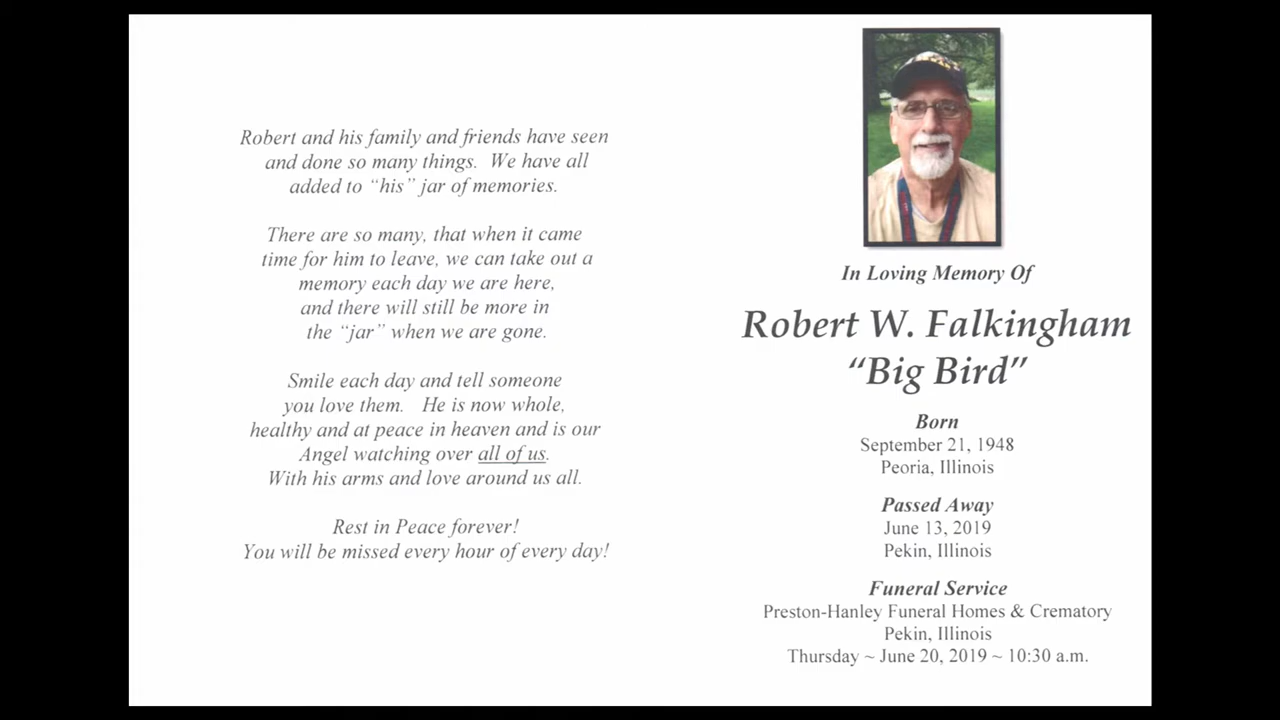 Robert and his family and friends have seen
and done so many things. We have all
added to “his” jar of memories.
There are so many, that when it came
time for him to leave, we can take out a
memory each day we are here,
and there will still be more in
the “jar” when we are gone.
Smile each day and tell someone
you love them. He is now whole,
healthy and at peace in heaven and is our
Angel watching over all of us.
With his arms and love around us all.
Rest in Peace forever!
You will be missed every hour of every day!
In Loving Memory Of
Robert W. Falkingham
“Big Bird”
Born
September 21, 1948
Peoria, Illinois
Passed Away
June 13, 2019
Pekin, Illinois
Funeral Service
Preston-Hanley Funeral Homes & Crematory
Pekin, Illinois
Thursday ~ June 20, 2019 ~ 10:30 a.m.